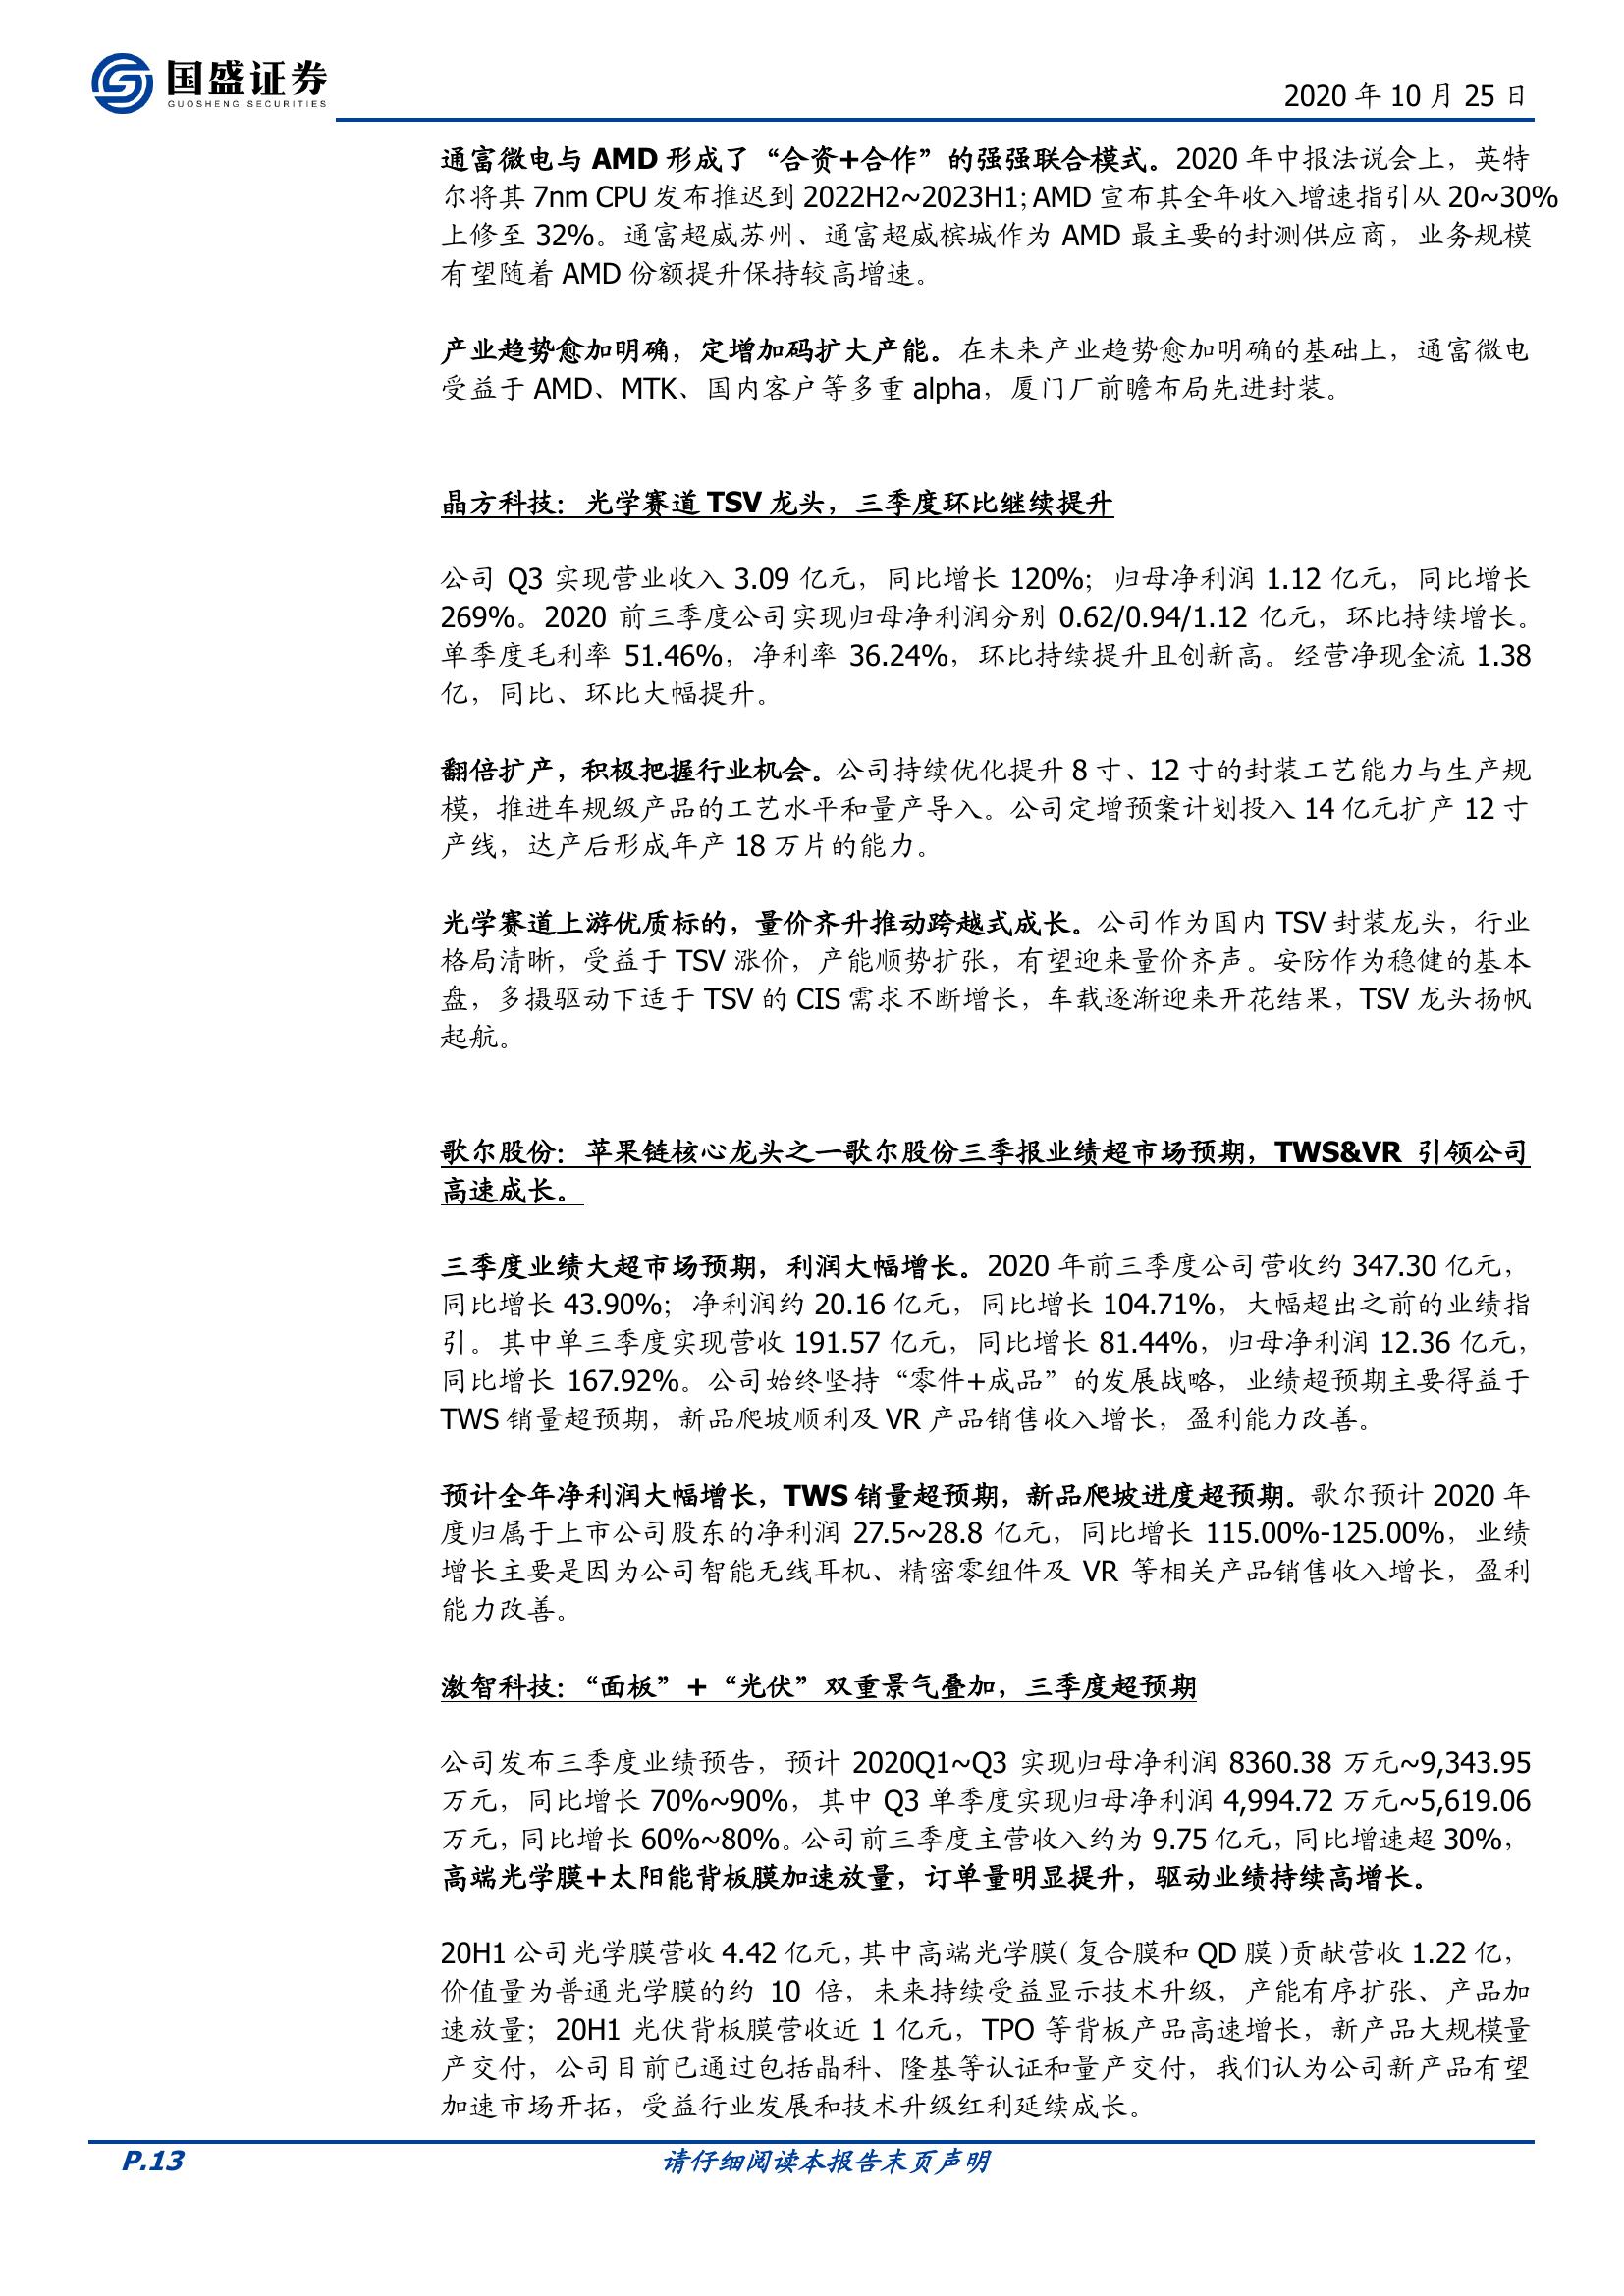 国盛证券
GUOSHENG SECURITIES
2020 年 10 月 25 日
通富微电与 AMD 形成了“合资+合作”的强强联合模式。2020 年中报法说会上，英特
尔将其 7nm CPU 发布推迟到 2022H2~2023H1；AMD 宣布其全年收入增速指引从 20~30%
上修至 32%。通富超威苏州、通富超威槟城作为 AMD 最主要的封测供应商，业务规模
有望随着 AMD 份额提升保持较高增速。
产业趋势愈加明确，定增加码扩大产能。在未来产业趋势愈加明确的基础上，通富微电
受益于 AMD、MTK、国内客户等多重 alpha，厦门厂前瞻布局先进封装。
晶方科技：光学赛道 TSV 龙头，三季度环比继续提升
公司 Q3 实现营业收入 3.09 亿元，同比增长 120%；归母净利润 1.12 亿元，同比增长
269%。2020 前三季度公司实现归母净利润分别 0.62/0.94/1.12 亿元，环比持续增长。
单季度毛利率 51.46%，净利率 36.24%，环比持续提升且创新高。经营净现金流 1.38
亿，同比、环比大幅提升。
翻倍扩产，积极把握行业机会。公司持续优化提升 8 寸、12 寸的封装工艺能力与生产规
模，推进车规级产品的工艺水平和量产导入。公司定增预案计划投入 14 亿元扩产 12 寸
产线，达产后形成年产 18 万片的能力。
光学赛道上游优质标的，量价齐升推动跨越式成长。公司作为国内 TSV 封装龙头，行业
格局清晰，受益于 TSV 涨价，产能顺势扩张，有望迎来量价齐声。安防作为稳健的基本
盘，多摄驱动下适于 TSV 的 CIS 需求不断增长，车载逐渐迎来开花结果，TSV 龙头扬帆
起航。
歌尔股份：苹果链核心龙头之一歌尔股份三季报业绩超市场预期，TWS&VR 引领公司
高速成长。
三季度业绩大超市场预期，利润大幅增长。2020 年前三季度公司营收约 347.30 亿元，
同比增长 43.90%；净利润约 20.16 亿元，同比增长 104.71%，大幅超出之前的业绩指
引。其中单三季度实现营收 191.57 亿元，同比增长 81.44%，归母净利润 12.36 亿元，
同比增长 167.92%。公司始终坚持“零件+成品”的发展战略，业绩超预期主要得益于
TWS 销量超预期，新品爬坡顺利及 VR 产品销售收入增长，盈利能力改善。
预计全年净利润大幅增长，TWS 销量超预期，新品爬坡进度超预期。歌尔预计 2020 年
度归属于上市公司股东的净利润 27.5~28.8 亿元，同比增长 115.00%-125.00%，业绩
增长主要是因为公司智能无线耳机、精密零组件及 VR 等相关产品销售收入增长，盈利
能力改善。
激智科技：“面板”+“光伏”双重景气叠加，三季度超预期
公司发布三季度业绩预告，预计 2020Q1~Q3 实现归母净利润 8360.38 万元~9,343.95
万元，同比增长 70%~90%，其中 Q3 单季度实现归母净利润 4,994.72 万元~5,619.06
万元，同比增长 60%~80%。公司前三季度主营收入约为 9.75 亿元，同比增速超 30%，
高端光学膜+太阳能背板膜加速放量，订单量明显提升，驱动业绩持续高增长。
20H1 公司光学膜营收 4.42 亿元，其中高端光学膜（复合膜和 QD 膜）贡献营收 1.22 亿，
价值量为普通光学膜的约 10 倍，未来持续受益显示技术升级，产能有序扩张、产品加
速放量；20H1 光伏背板膜营收近 1 亿元，TPO 等背板产品高速增长，新产品大规模量
产交付，公司目前已通过包括晶科、隆基等认证和量产交付，我们认为公司新产品有望
加速市场开拓，受益行业发展和技术升级红利延续成长。
P.13
请仔细阅读本报告末页声明